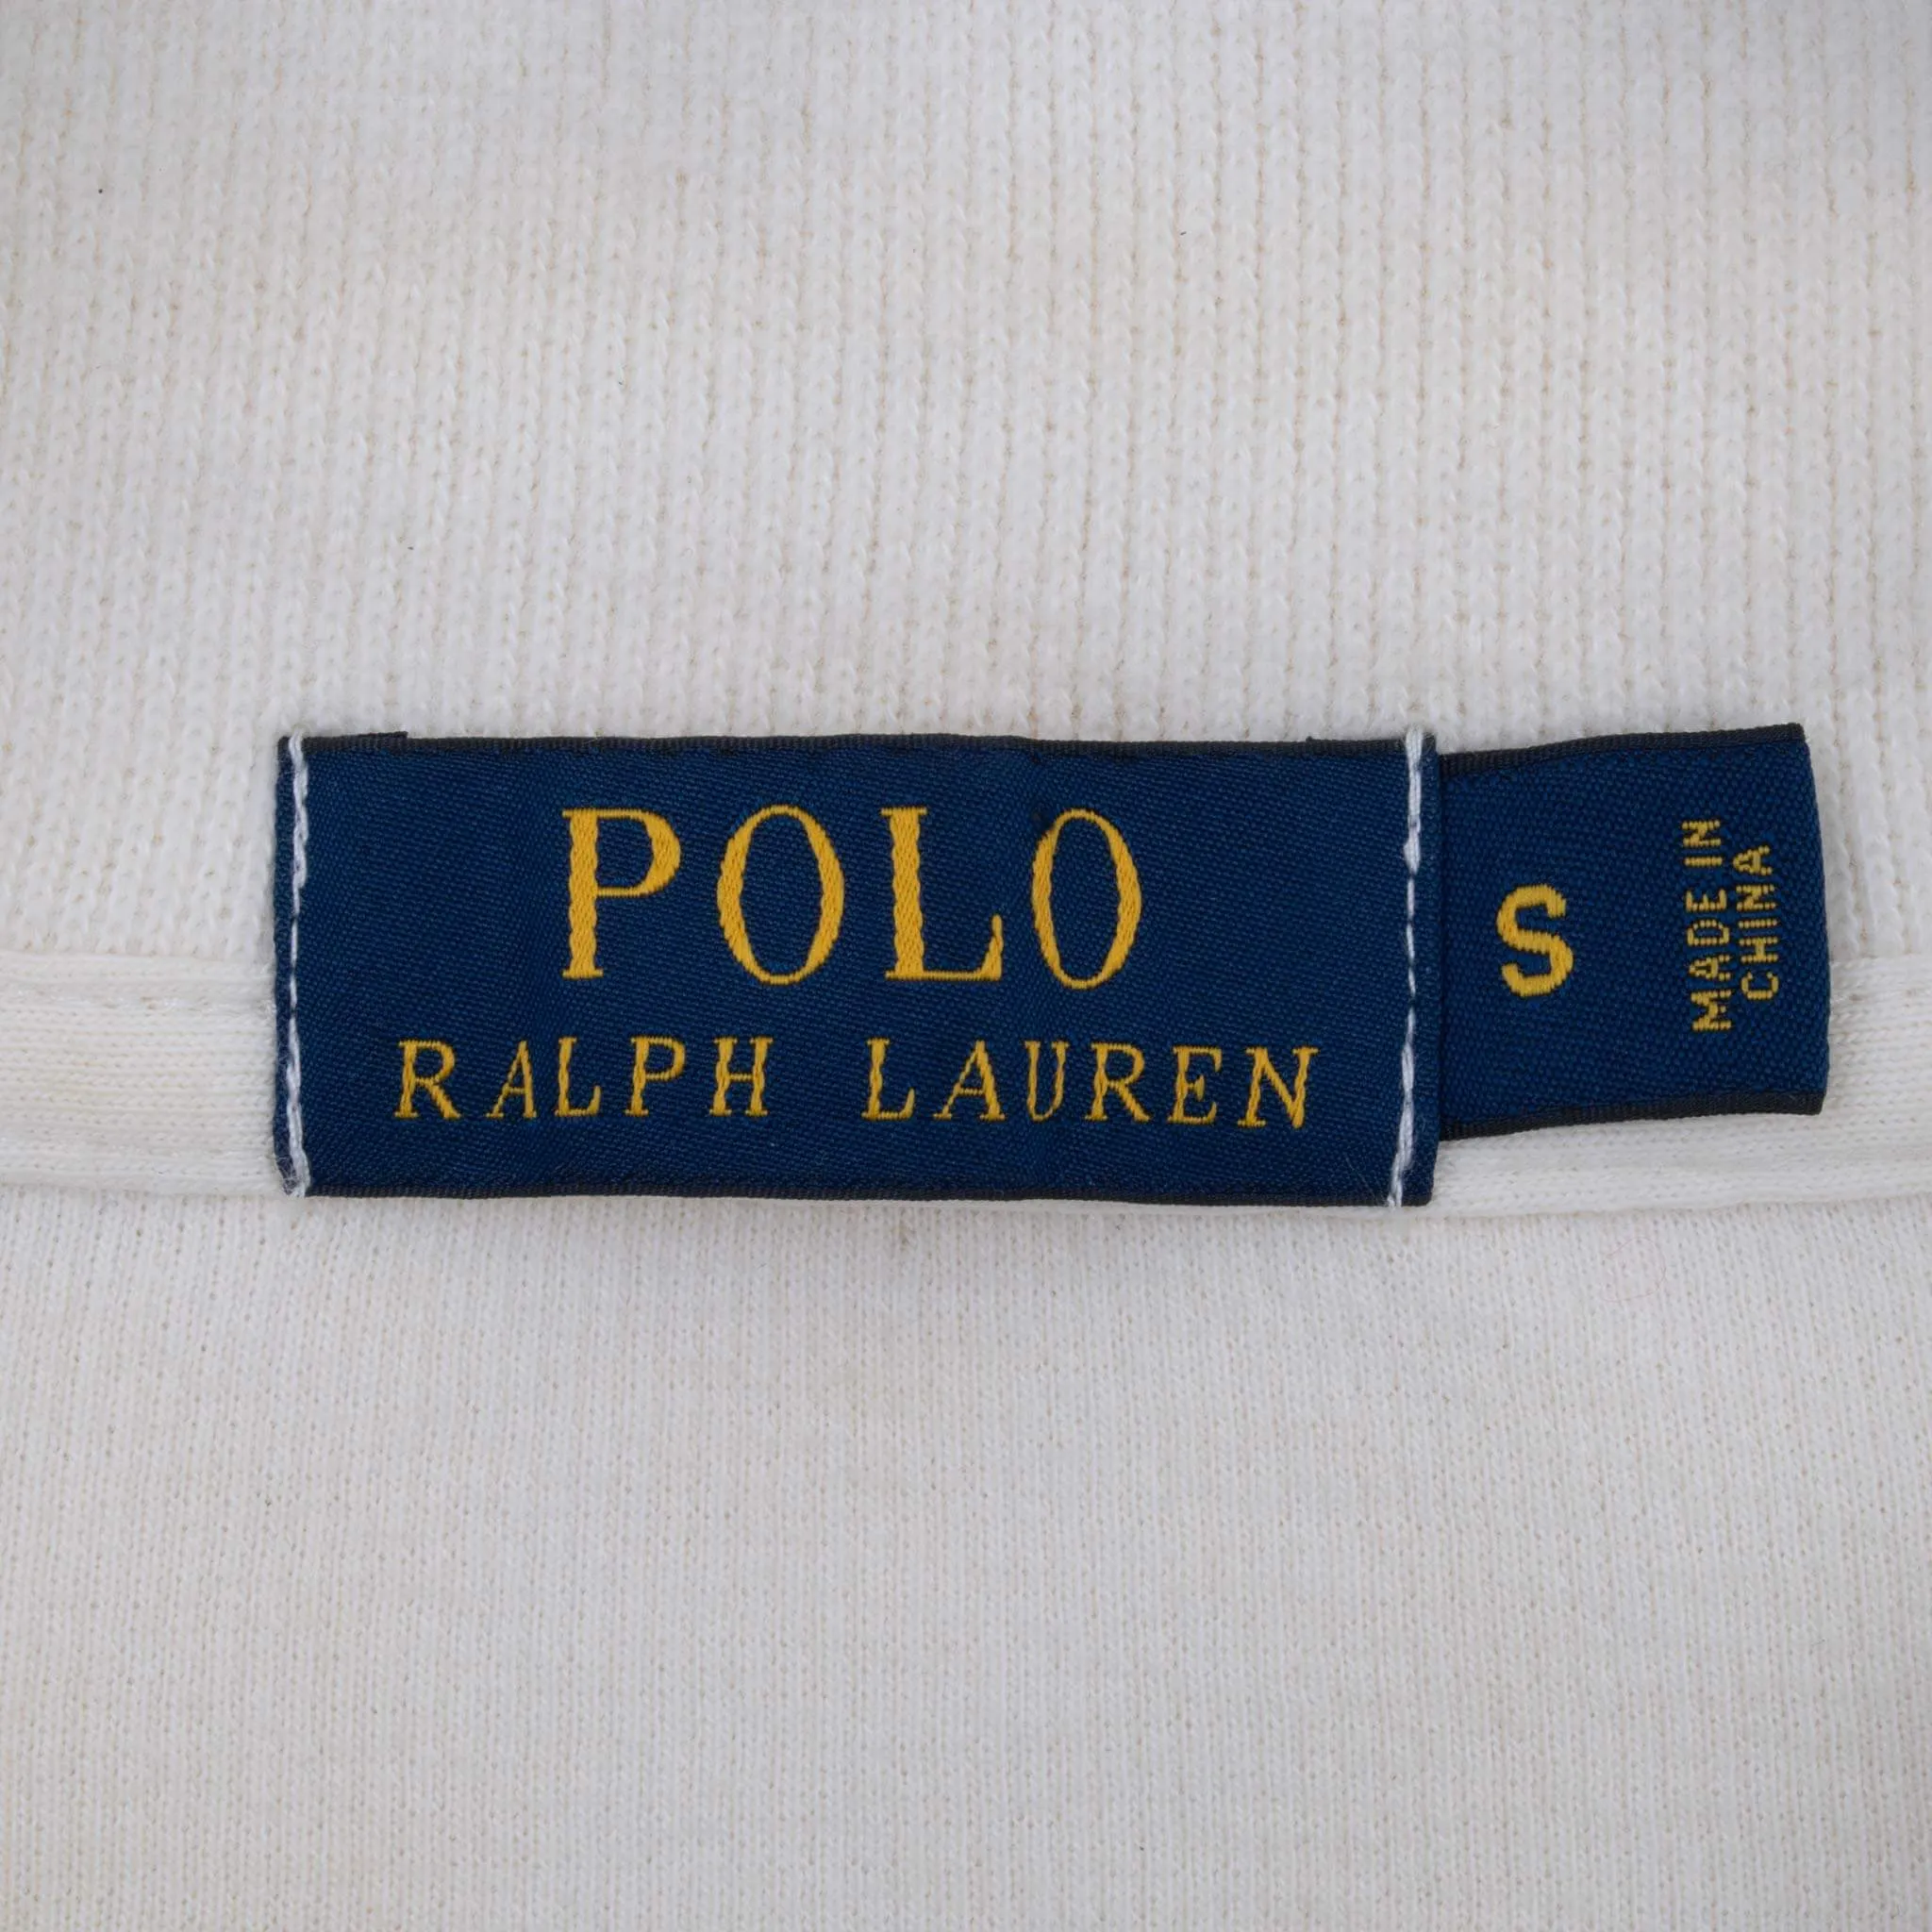 POLO
RALPH LAUREN
S
MADE IN
CHINA